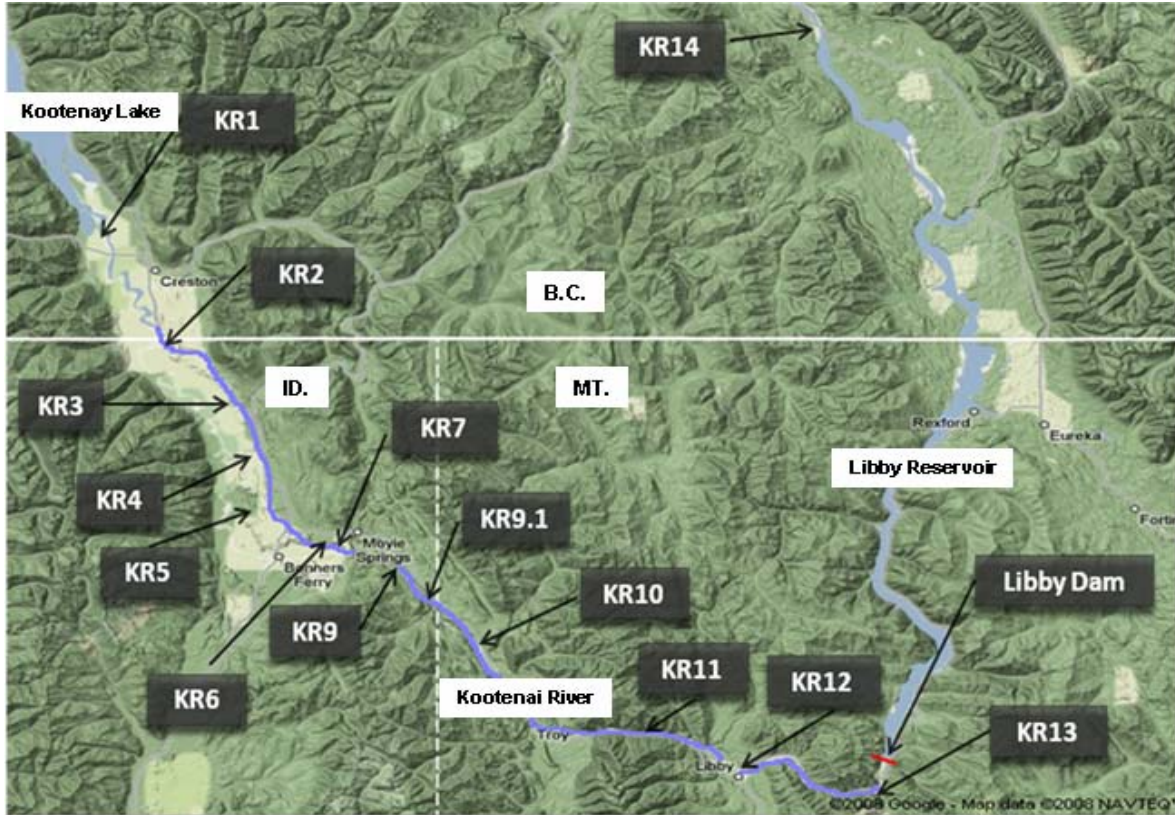 KR14
Kootenay Lake
KR1
Creston
KR2
B.C.
ID.
MT.
KR3
KR7
Rexford
Eureka
Libby Reservoir
KR4
KR9.1
KR5
Moyie
Springs
Bonners
Ferry
KR10
Libby Dam
KR9
KR11
KR12
KR6
Kootenai River
KR13
Troy
Libby
©2008 Google - Map data ©2008 NAVTEQ